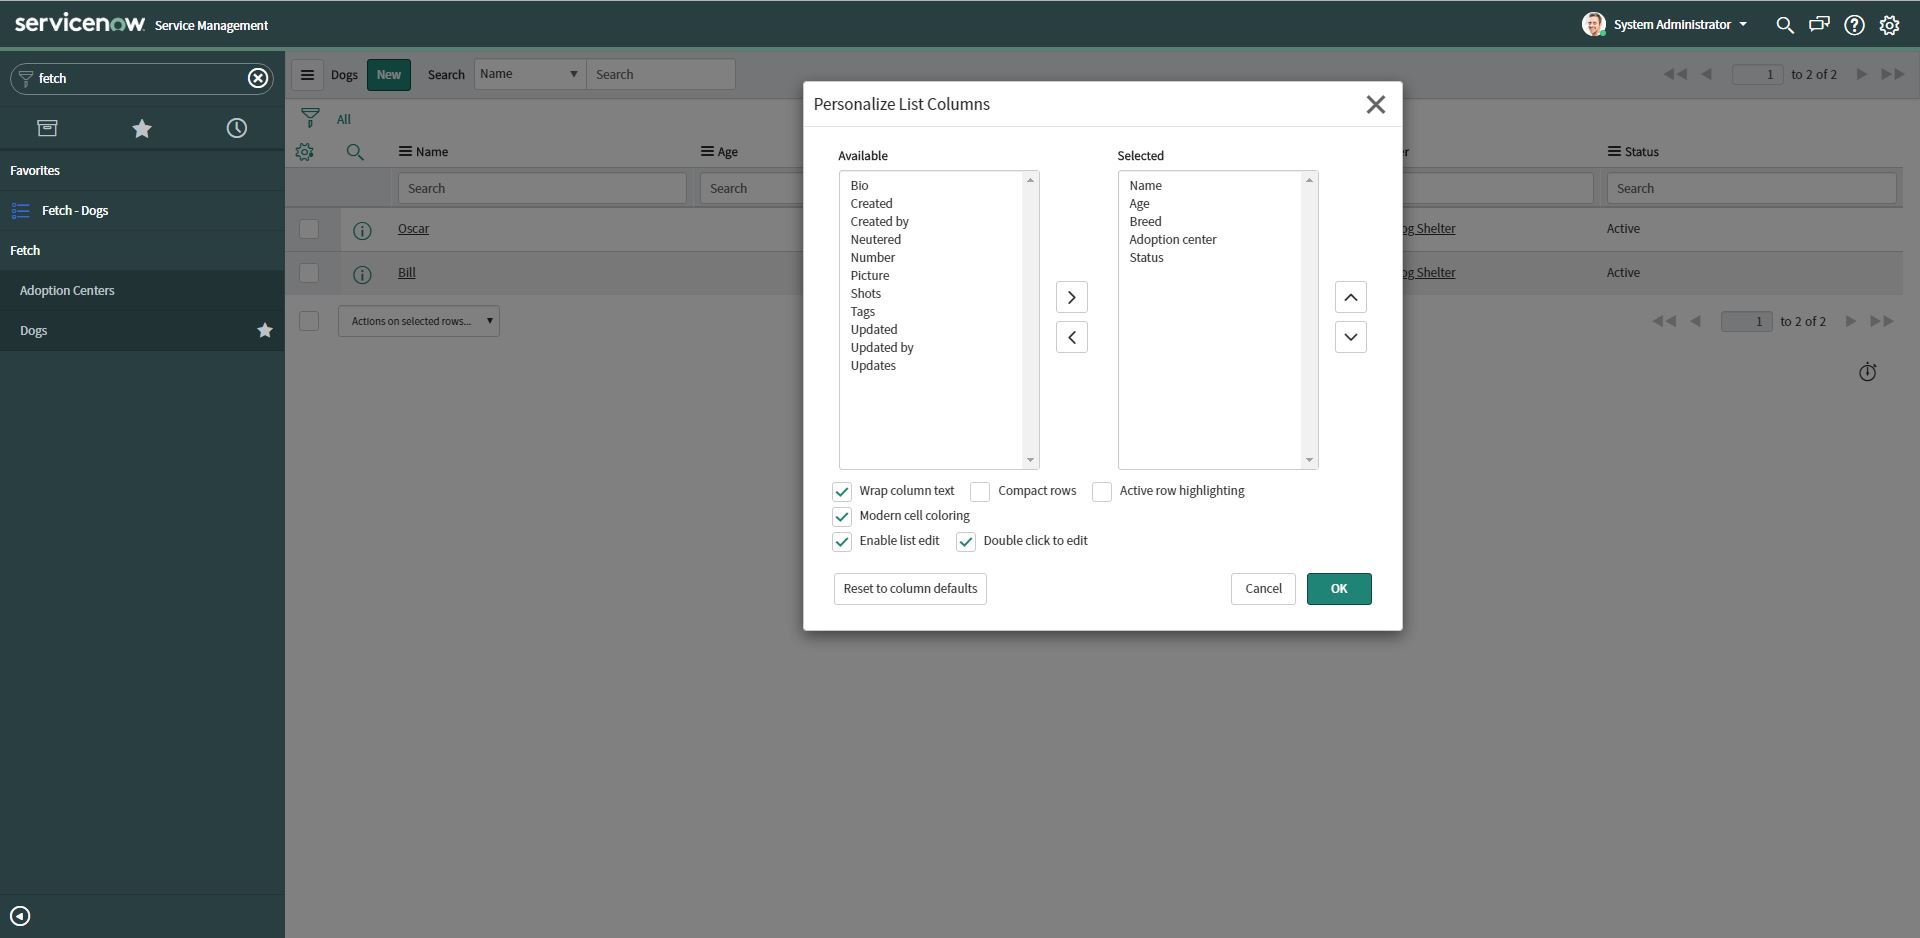 servicenow Service Management
System Administrator
fetch
Favorites
Fetch - Dogs
Fetch
Adoption Centers
Dogs
Dogs New Search Name Search
1 to 2 of 2
All
Name Age Status
Search Search Search
Oscar og Shelter Active
Bill og Shelter Active
Actions on selected rows...
1 to 2 of 2
Personalize List Columns
Available
Bio
Created
Created by
Neutered
Number
Picture
Shots
Tags
Updated
Updated by
Updates
Selected
Name
Age
Breed
Adoption center
Status
Wrap column text Compact rows Active row highlighting
Modern cell coloring
Enable list edit Double click to edit
Reset to column defaults Cancel OK